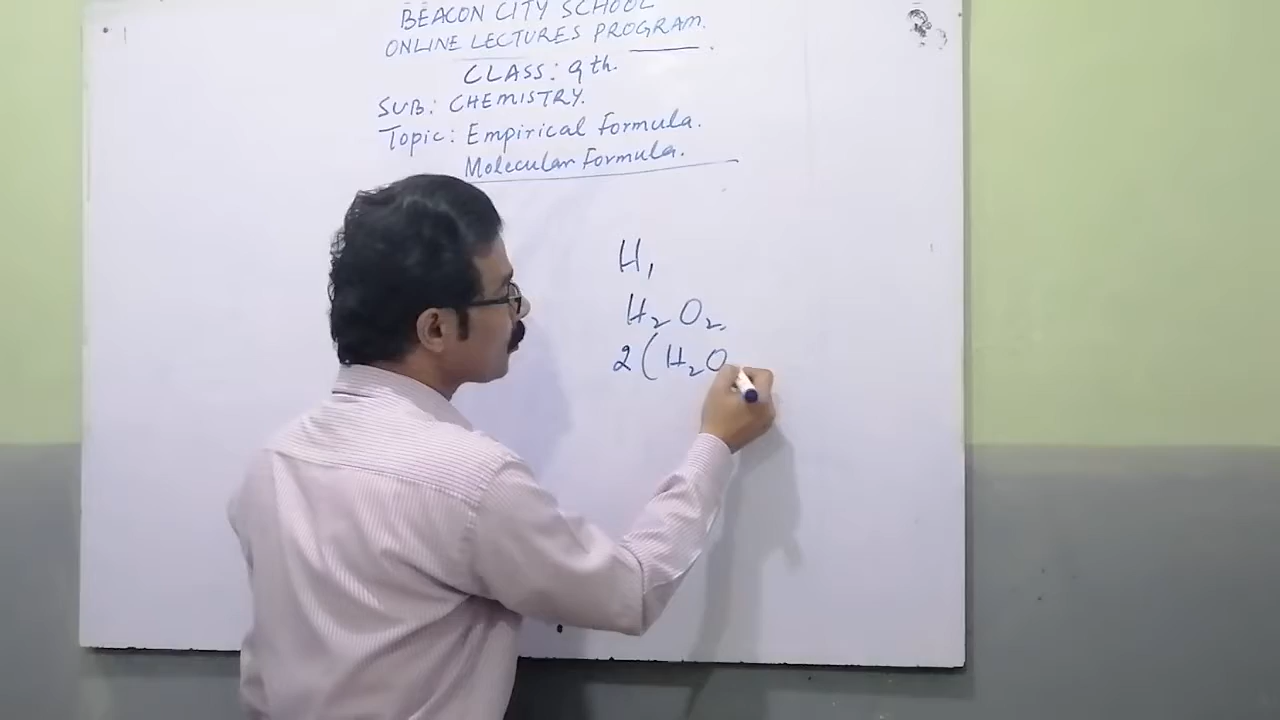 BEACON CITY SCHOOL
ONLINE LECTURES PROGRAM.
CLASS: 9th.
SUB: CHEMISTRY.
Topic: Empirical Formula.
Molecular Formula.
H,
H₂O₂
2(H₂O